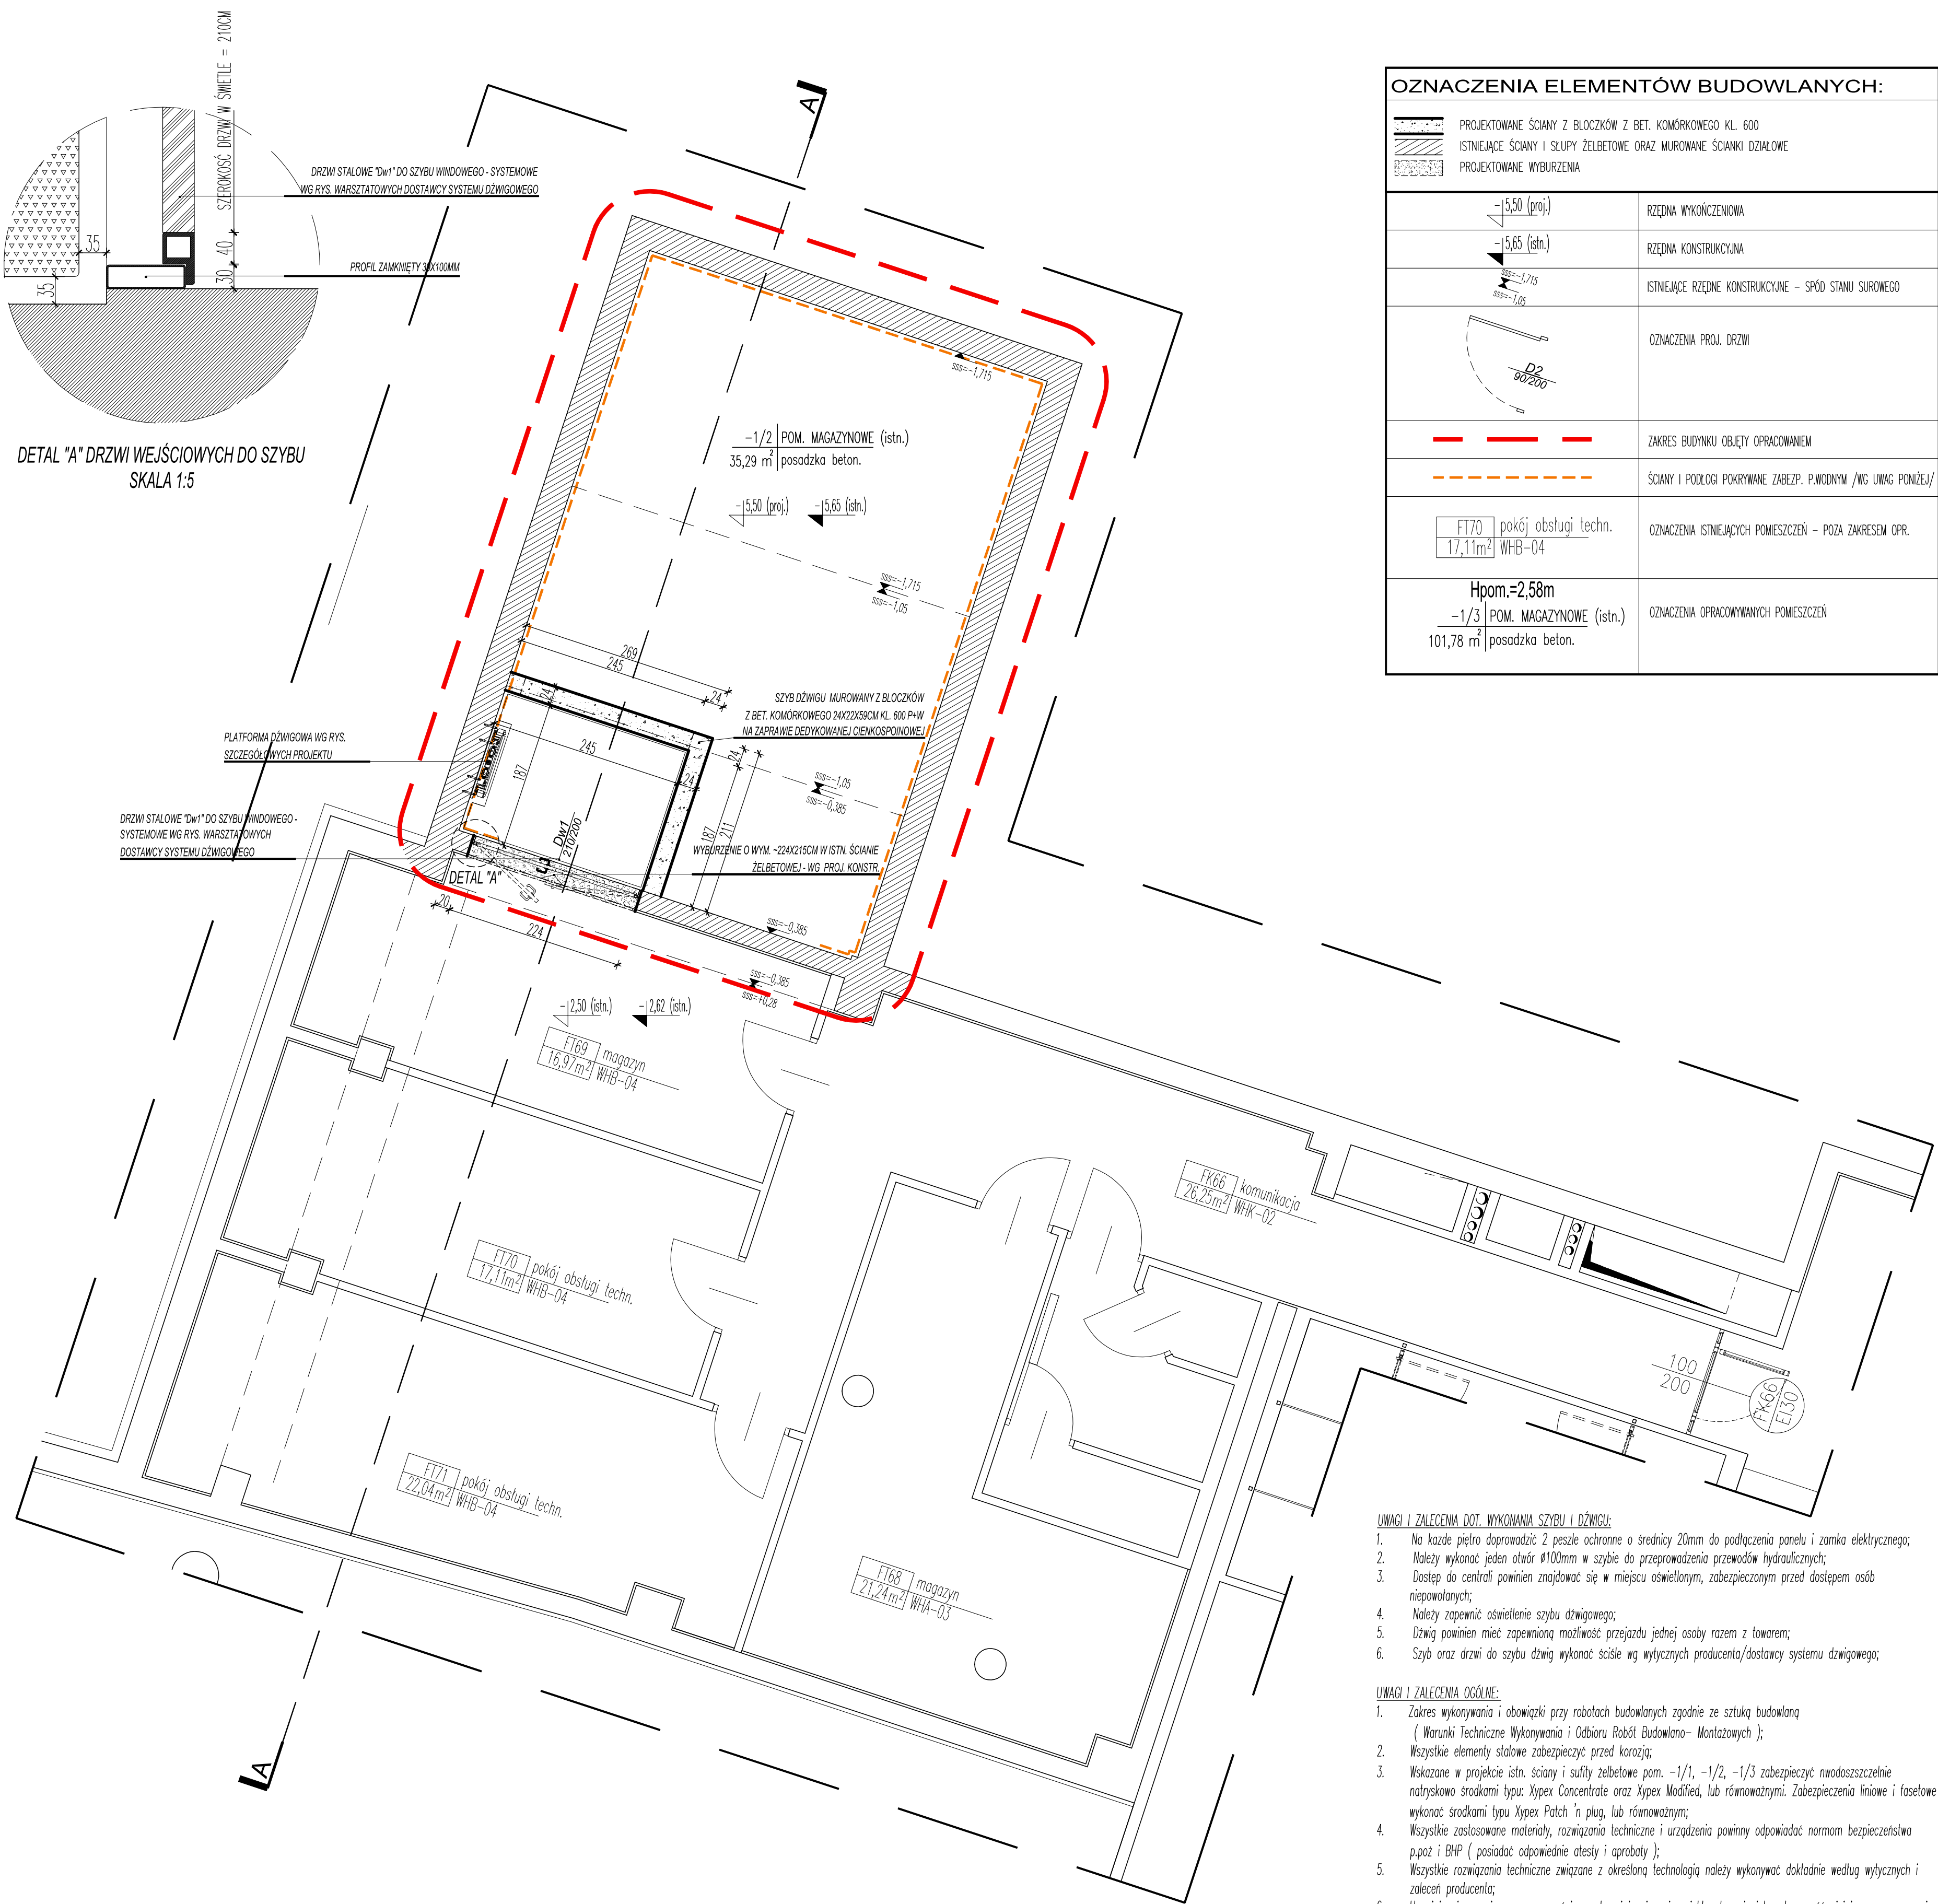 SZEROKOŚĆ DRZWI W ŚWIETLE = 210CM
40
30
35
35
DRZWI STALOWE "Dw1" DO SZYBU WINDOWEGO - SYSTEMOWE
WG RYS. WARSZTATOWYCH DOSTAWCY SYSTEMU DŹWIGOWEGO
PROFIL ZAMKNIĘTY 30X100MM
DETAL "A" DRZWI WEJŚCIOWYCH DO SZYBU
SKALA 1:5
A
OZNACZENIA ELEMENTÓW BUDOWLANYCH:
PROJEKTOWANE ŚCIANY Z BLOCZKÓW Z BET. KOMÓRKOWEGO KL. 600
ISTNIEJĄCE ŚCIANY I SŁUPY ŻELBETOWE ORAZ MUROWANE ŚCIANKI DZIAŁOWE
PROJEKTOWANE WYBURZENIA
-5,50 (proj.) RZĘDNA WYKOŃCZENIOWA
-5,65 (istn.) RZĘDNA KONSTRUKCYJNA
sss=-1,715
sss=-1,05
ISTNIEJĄCE RZĘDNE KONSTRUKCYJNE - SPÓD STANU SUROWEGO
OZNACZENIA PROJ. DRZWI
D2
90/200
ZAKRES BUDYNKU OBJĘTY OPRACOWANIEM
ŚCIANY I PODŁOGI POKRYWANE ZABEZP. P.WODNYM /WG UWAG PONIŻEJ/
FT70 pokój obsługi techn.
17,11m² WHB-04
OZNACZENIA ISTNIEJĄCYCH POMIESZCZEŃ - POZA ZAKRESEM OPR.
Hpom.=2,58m
-1/3 POM. MAGAZYNOWE (istn.)
101,78 m² posadzka beton.
OZNACZENIA OPRACOWYWANYCH POMIESZCZEŃ
sss=-1,715
-1/2 POM. MAGAZYNOWE (istn.)
35,29 m² posadzka beton.
-5,50 (proj.) -5,65 (istn.)
sss=-1,715
sss=-1,05
269
245
24
24
SZYB DŹWIGU MUROWANY Z BLOCZKÓW
Z BET. KOMÓRKOWEGO 24X22X59CM KL. 600 P+W
NA ZAPRAWIE DEDYKOWANEJ CIENKOSPOINOWEJ
PLATFORMA DŹWIGOWA WG RYS.
SZCZEGÓŁOWYCH PROJEKTU
245
187
24
24
sss=-1,05
sss=-0,385
DRZWI STALOWE "Dw1" DO SZYBU WINDOWEGO -
SYSTEMOWE WG RYS. WARSZTATOWYCH
DOSTAWCY SYSTEMU DŹWIGOWEGO
Dw1
210/200
187
211
WYBURZENIE O WYM. ~224X215CM W ISTN. ŚCIANIE
ŻELBETOWEJ - WG PROJ. KONSTR.
DETAL "A"
20
224
sss=-0,385
sss=-0,385
sss=+0,28
-2,50 (istn.) -2,62 (istn.)
FT69 magazyn
16,97m² WHB-04
FK66 komunikacja
26,25m² WHK-02
FT70 pokój obsługi techn.
17,11m² WHB-04
100
200
FK66
EI30
FT71 pokój obsługi techn.
22,04m² WHB-04
FT68 magazyn
21,24m² WHA-03
A
UWAGI I ZALECENIA DOT. WYKONANIA SZYBU I DŹWIGU:
1. Na kazde piętro doprowadzić 2 peszle ochronne o średnicy 20mm do podłączenia panelu i zamka elektrycznego;
2. Należy wykonać jeden otwór Ø100mm w szybie do przeprowadzenia przewodów hydraulicznych;
3. Dostęp do centrali powinien znajdować się w miejscu oświetlonym, zabezpieczonym przed dostępem osób
niepowołanych;
4. Należy zapewnić oświetlenie szybu dźwigowego;
5. Dźwig powinien mieć zapewnioną możliwość przejazdu jednej osoby razem z towarem;
6. Szyb oraz drzwi do szybu dźwig wykonać ściśle wg wytycznych producenta/dostawcy systemu dzwigowego;
UWAGI I ZALECENIA OGÓLNE:
1. Zakres wykonywania i obowiązki przy robotach budowlanych zgodnie ze sztuką budowlaną
( Warunki Techniczne Wykonywania i Odbioru Robót Budowlano- Montażowych );
2. Wszystkie elementy stalowe zabezpieczyć przed korozją;
3. Wskazane w projekcie istn. ściany i sufity żelbetowe pom. -1/1, -1/2, -1/3 zabezpieczyć nwodoszszczelnie
natryskowo środkami typu: Xypex Concentrate oraz Xypex Modified, lub równoważnymi. Zabezpieczenia liniowe i fasetowe
wykonać środkami typu Xypex Patch 'n plug, lub równoważnym;
4. Wszystkie zastosowane materiały, rozwiązania techniczne i urządzenia powinny odpowiadać normom bezpieczeństwa
p.poż i BHP ( posiadać odpowiednie atesty i aprobaty );
5. Wszystkie rozwiązania techniczne związane z określoną technologią należy wykonywać dokładnie według wytycznych i
zaleceń producenta;